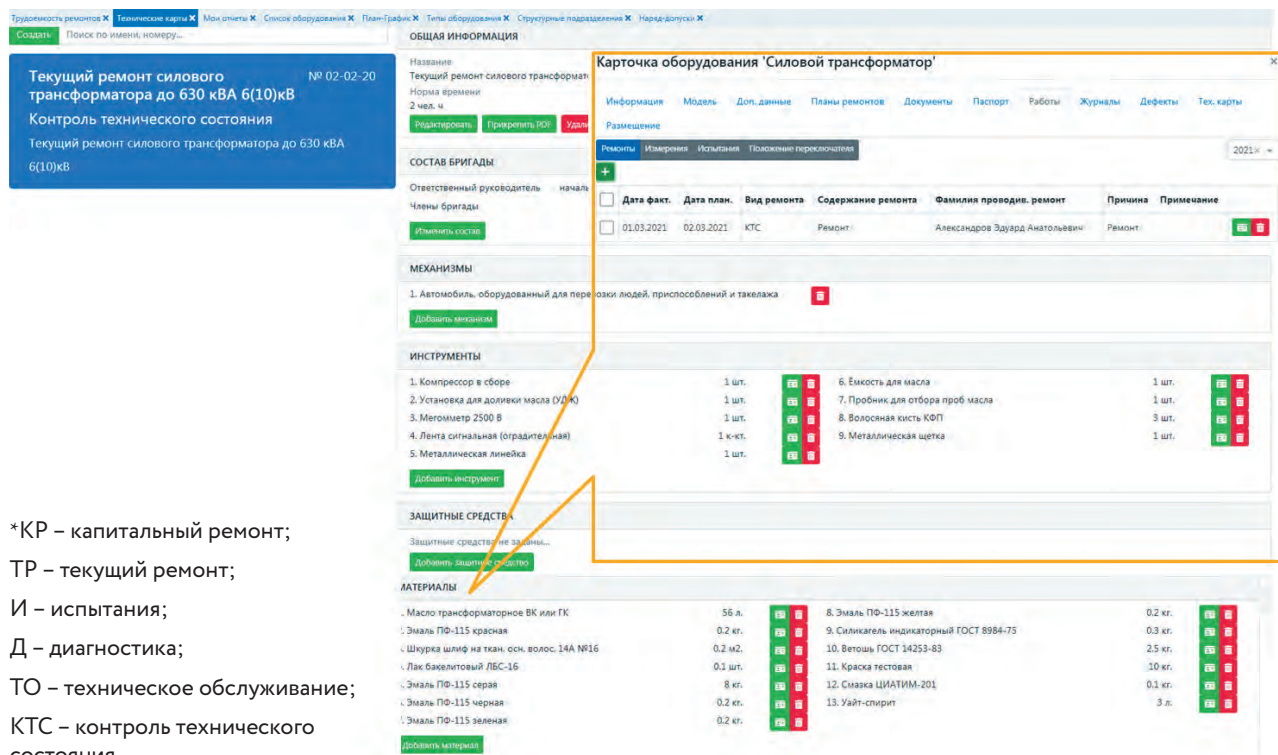 Трудоемкость ремонтов X Технические карты X Мои отчеты X Список оборудования X План-График X Типы оборудования X Структурные подразделения X Наряд-допуски X
Создать Поиск по имени, номеру...
Текущий ремонт силового № 02-02-20
трансформатора до 630 кВА 6(10)кВ
Контроль технического состояния
Текущий ремонт силового трансформатора до 630 кВА
6(10)кВ
ОБЩАЯ ИНФОРМАЦИЯ
Название
Текущий ремонт силового трансформат
Норма времени
2 чел. ч
Редактировать Прикрепить PDF Удали
СОСТАВ БРИГАДЫ
Ответственный руководитель началь
Члены бригады
Изменить состав
Карточка оборудования 'Силовой трансформатор' ×
Информация Модель Доп. данные Планы ремонтов Документы Паспорт Работы Журналы Дефекты Тех. карты
Размещение
Ремонты Измерения Испытания Положение переключателя 2021×
+
Дата факт. Дата план. Вид ремонта Содержание ремонта Фамилия проводив. ремонт Причина Примечание
01.03.2021 02.03.2021 КТС Ремонт Александров Эдуард Анатольевич Ремонт
МЕХАНИЗМЫ
1. Автомобиль, оборудованный для перевозки людей, приспособлений и такелажа
Добавить механизм
ИНСТРУМЕНТЫ
1. Компрессор в сборе 1 шт. 6. Емкость для масла 1 шт.
2. Установка для доливки масла (УДЖ) 1 шт. 7. Пробник для отбора проб масла 1 шт.
3. Мегомметр 2500 В 1 шт. 8. Волосяная кисть КФП 3 шт.
4. Лента сигнальная (оградительная) 1 к-кт. 9. Металлическая щетка 1 шт.
5. Металлическая линейка 1 шт.
Добавить инструмент
ЗАЩИТНЫЕ СРЕДСТВА
Защитные средства не заданы...
Добавить защитное средство
МАТЕРИАЛЫ
. Масло трансформаторное ВК или ГК 56 л. 8. Эмаль ПФ-115 желтая 0.2 кг.
. Эмаль ПФ-115 красная 0.2 кг. 9. Силикагель индикаторный ГОСТ 8984-75 0.3 кг.
. Шкурка шлиф на ткан. осн. волос. 14А №16 0.2 м2. 10. Ветошь ГОСТ 14253-83 2.5 кг.
. Лак бакелитовый ЛБС-16 0.1 шт. 11. Краска тестовая 10 кг.
. Эмаль ПФ-115 серая 8 кг. 12. Смазка ЦИАТИМ-201 0.1 кг.
. Эмаль ПФ-115 черная 0.2 кг. 13. Уайт-спирит 3 л.
. Эмаль ПФ-115 зеленая 0.2 кг.
Добавить материал
*КР – капитальный ремонт;
ТР – текущий ремонт;
И – испытания;
Д – диагностика;
ТО – техническое обслуживание;
КТС – контроль технического
состояния